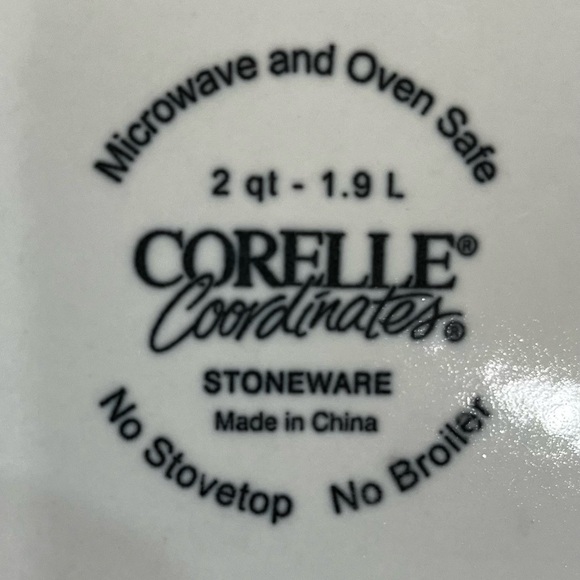 Microwave and Oven Safe
2 qt - 1.9 L
CORELLE®
Coordinates®
STONEWARE
Made in China
No Stovetop No Broiler